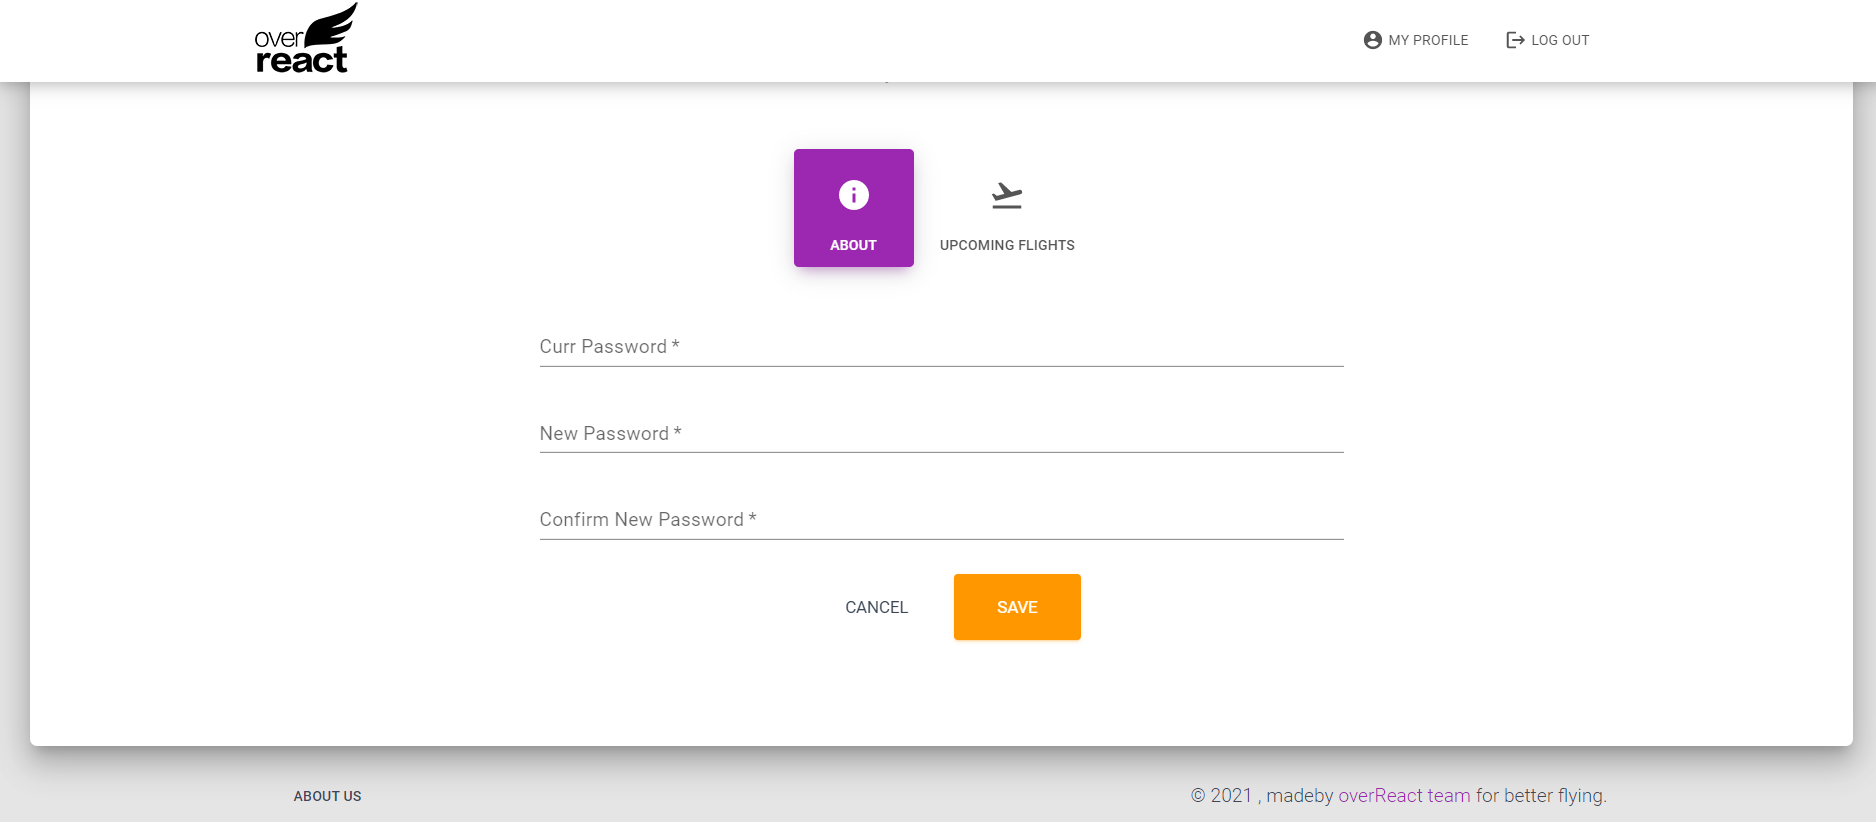 over
react
MY PROFILE
LOG OUT
ABOUT
UPCOMING FLIGHTS
Curr Password *
New Password *
Confirm New Password *
CANCEL
SAVE
ABOUT US
© 2021 , madeby overReact team for better flying.